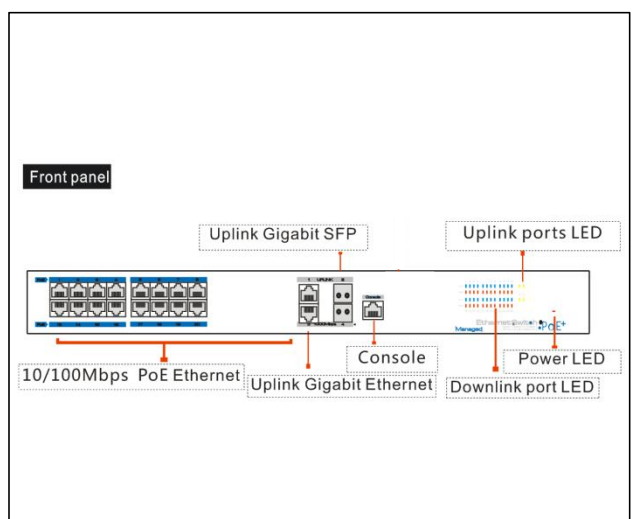 Front panel
Uplink Gigabit SFP
Uplink ports LED
UPLINK
Console
Managed
PoE+
10/100Mbps PoE Ethernet
Uplink Gigabit Ethernet
Console
Downlink port LED
Power LED